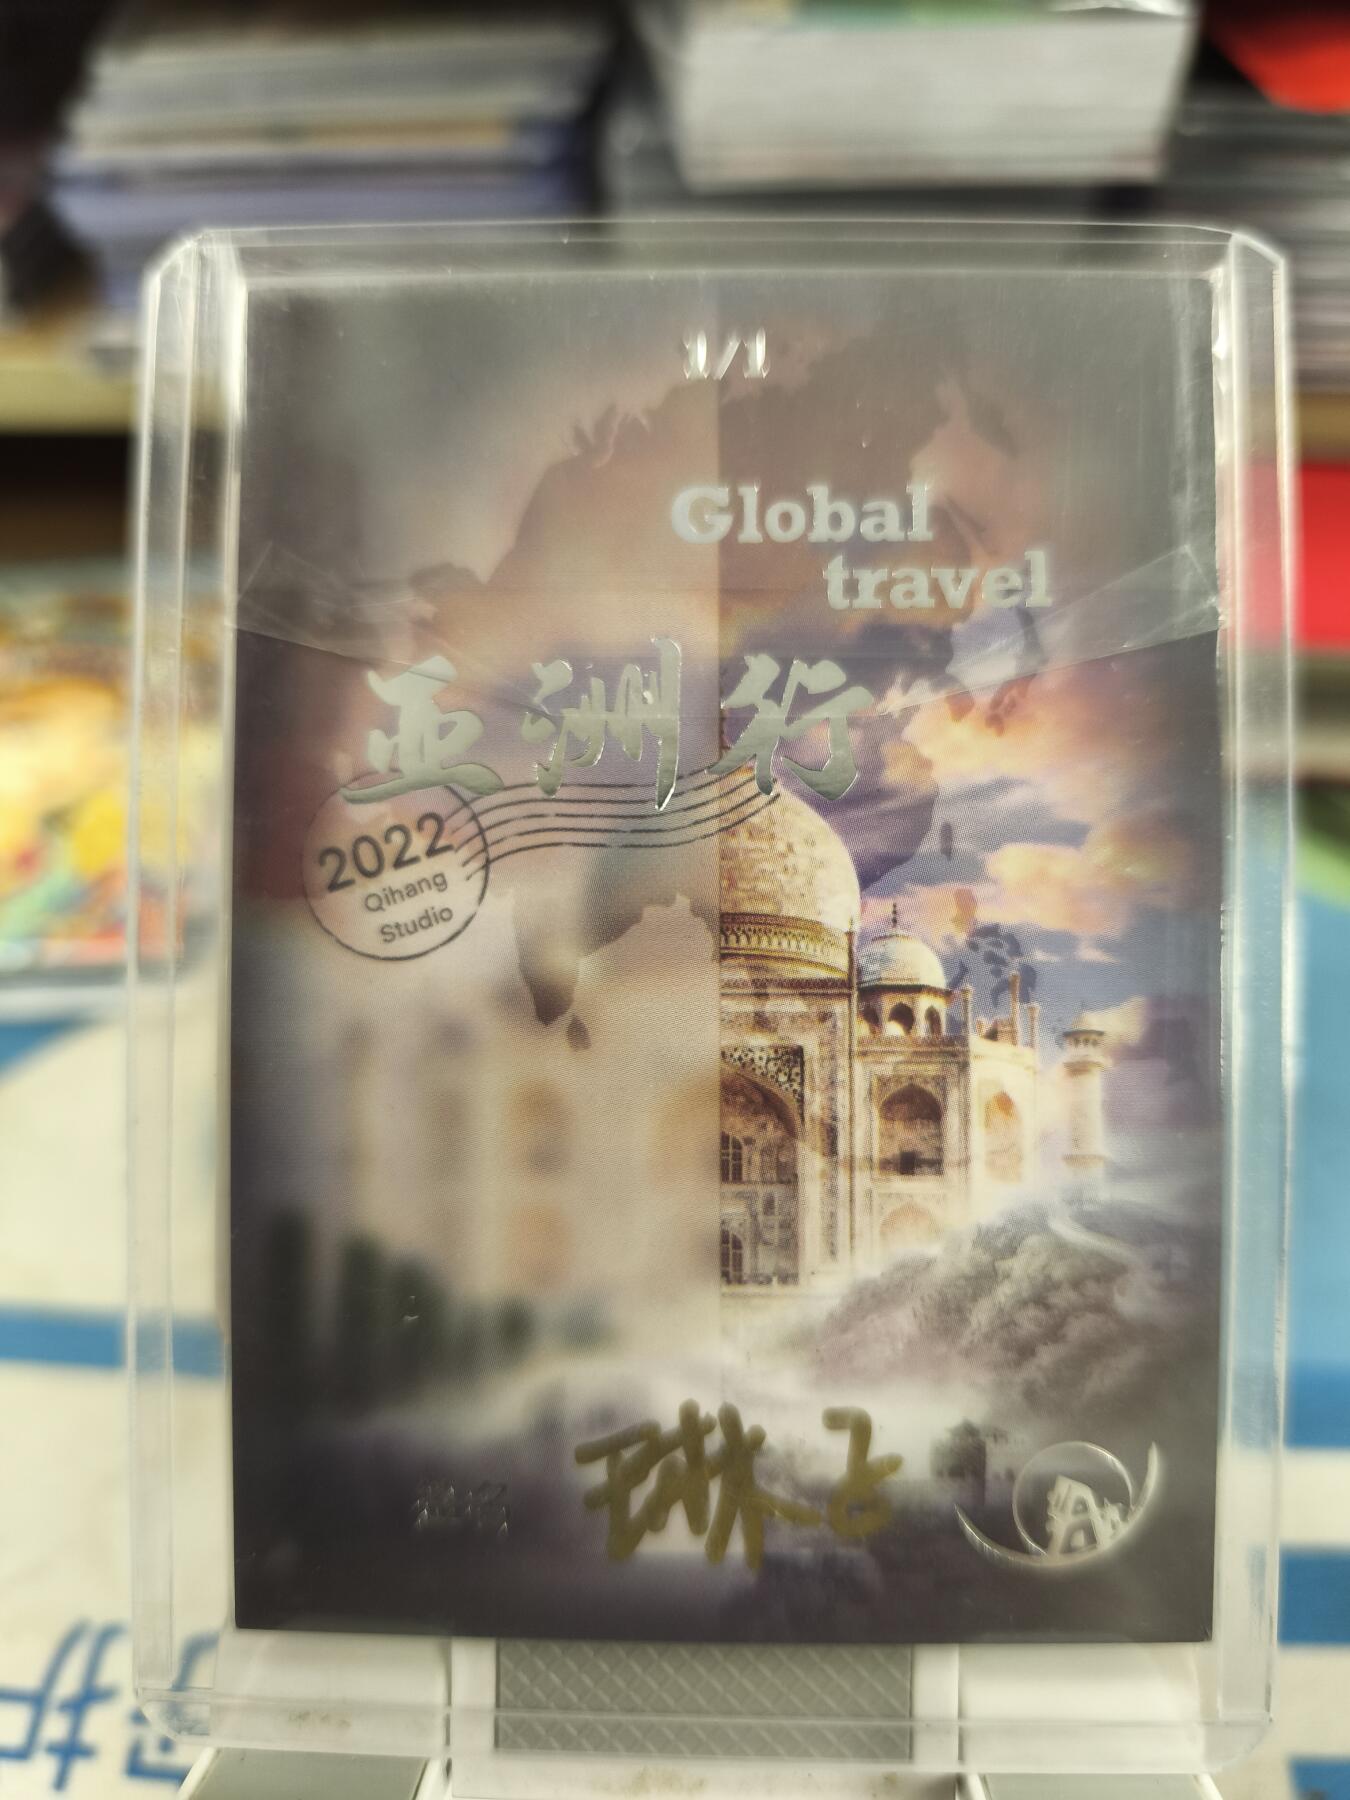 1/1
Global
travel
亚洲行
2022
Qihang
Studio